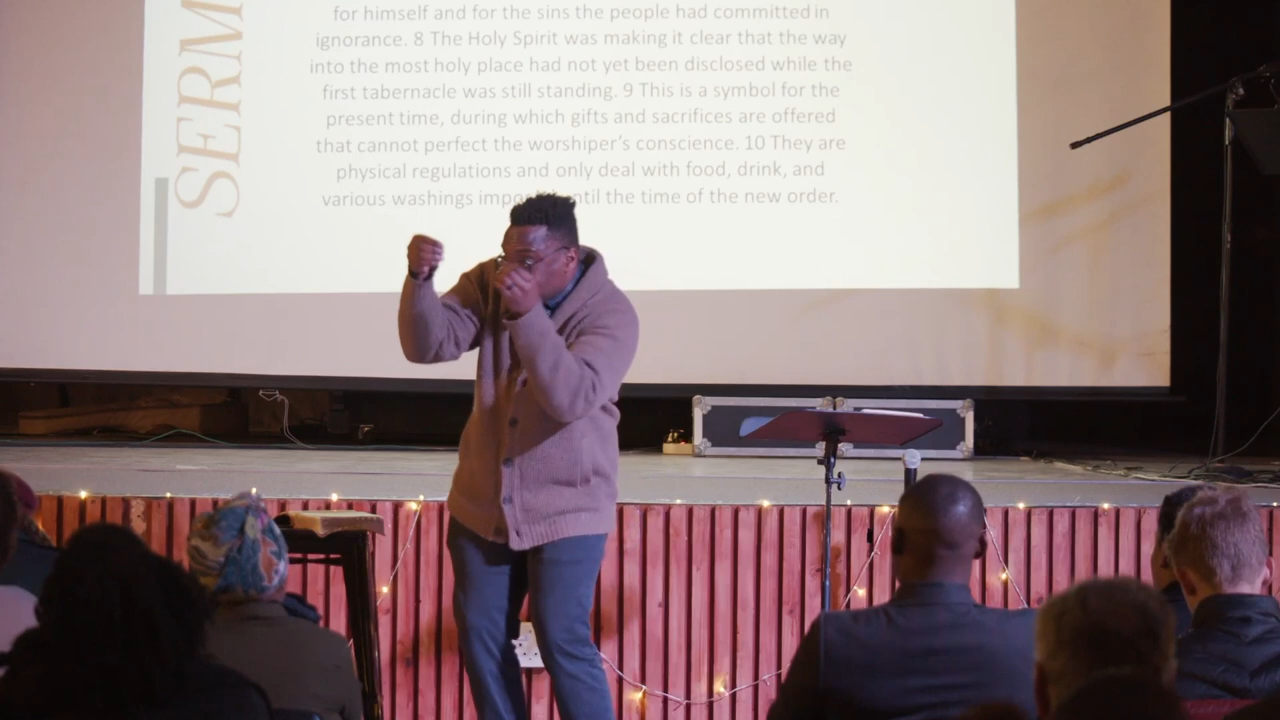 SERM
for himself and for the sins the people had committed in
ignorance. 8 The Holy Spirit was making it clear that the way
into the most holy place had not yet been disclosed while the
first tabernacle was still standing. 9 This is a symbol for the
present time, during which gifts and sacrifices are offered
that cannot perfect the worshiper’s conscience. 10 They are
physical regulations and only deal with food, drink, and
various washings until the time of the new order.